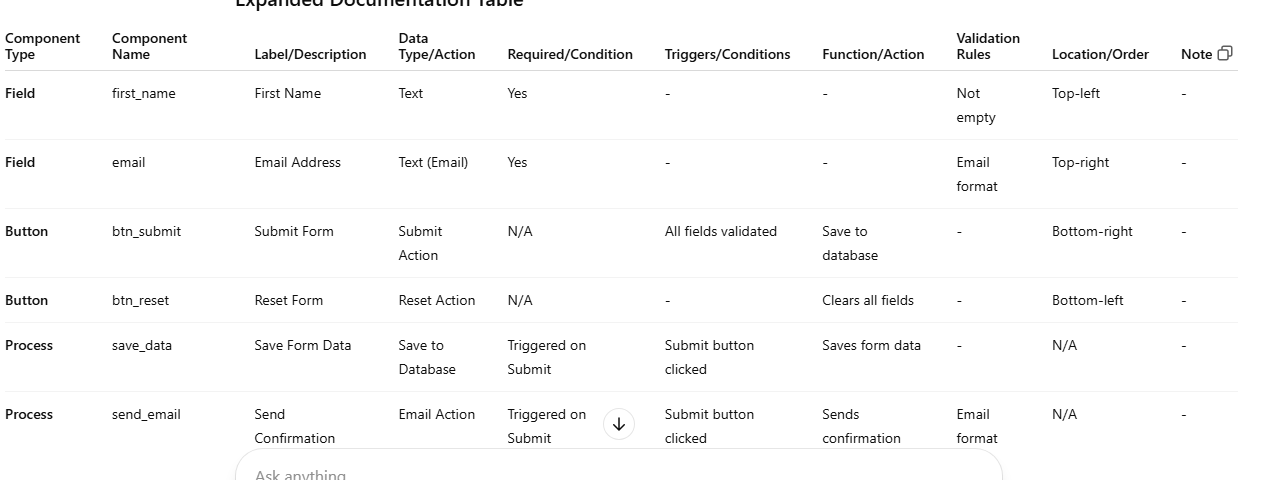 Expanded Documentation Table
Component Type Component Name Label/Description Data Type/Action Required/Condition Triggers/Conditions Function/Action Validation Rules Location/Order Note
Field first_name First Name Text Yes - - Not empty Top-left -
Field email Email Address Text (Email) Yes - - Email format Top-right -
Button btn_submit Submit Form Submit Action N/A All fields validated Save to database - Bottom-right -
Button btn_reset Reset Form Reset Action N/A - Clears all fields - Bottom-left -
Process save_data Save Form Data Save to Database Triggered on Submit Submit button clicked Saves form data - N/A -
Process send_email Send Confirmation Email Action Triggered on Submit Submit button clicked Sends confirmation Email format N/A -
Ask anything